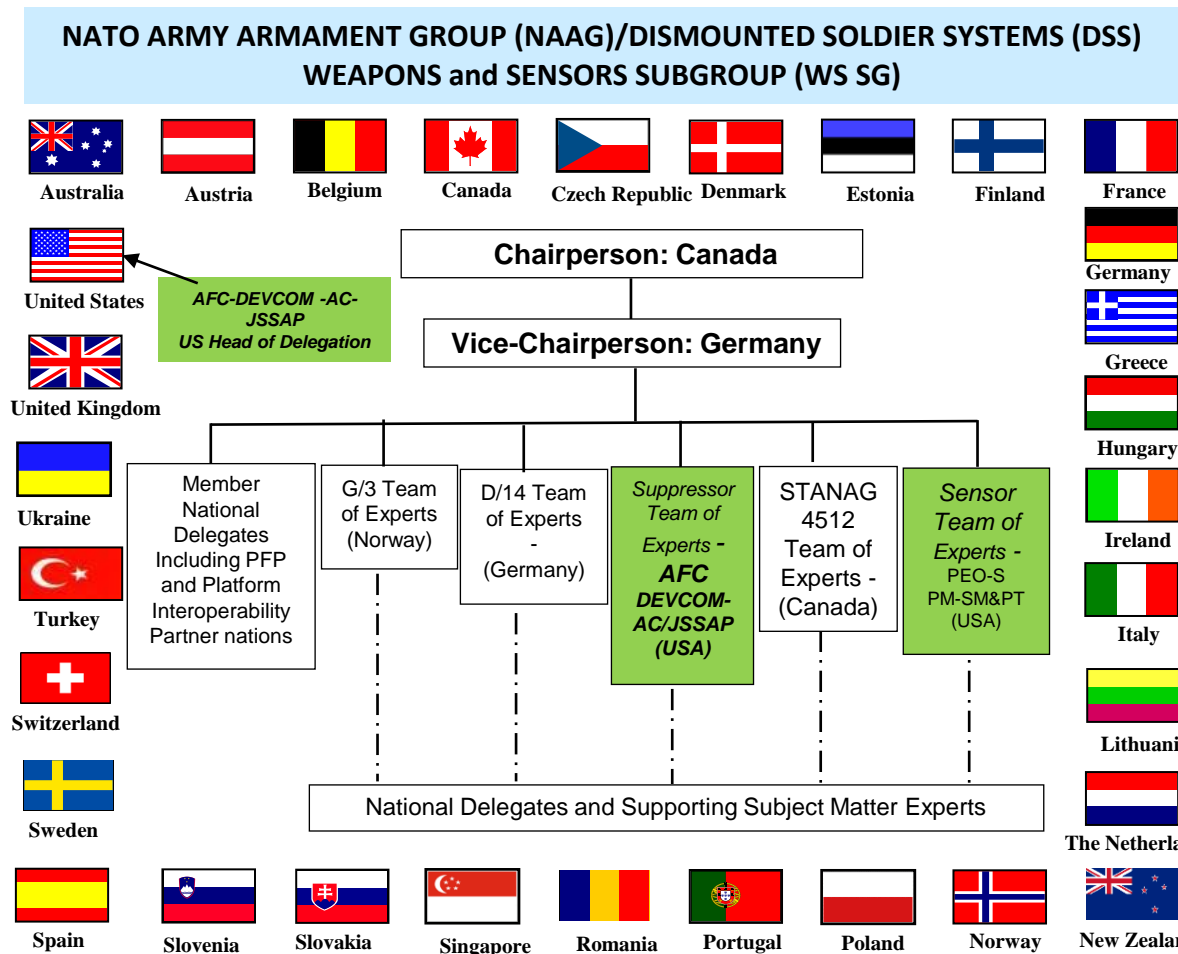 NATO ARMY ARMAMENT GROUP (NAAG)/DISMOUNTED SOLDIER SYSTEMS (DSS)
WEAPONS and SENSORS SUBGROUP (WS SG)
Australia
Austria
Belgium
Canada
Czech Republic
Denmark
Estonia
Finland
France
United States
AFC-DEVCOM -AC-
JSSAP
US Head of Delegation
Chairperson: Canada
Germany
Vice-Chairperson: Germany
Greece
United Kingdom
Hungary
Member
National
Delegates
Including PFP
and Platform
Interoperability
Partner nations
G/3 Team
of Experts
(Norway)
D/14 Team
of Experts
-
(Germany)
Suppressor
Team of
Experts -
AFC
DEVCOM-
AC/JSSAP
(USA)
STANAG
4512
Team of
Experts -
(Canada)
Sensor
Team of
Experts -
PEO-S
PM-SM&PT
(USA)
Ukraine
Ireland
Turkey
Italy
Switzerland
Lithuani
Sweden
National Delegates and Supporting Subject Matter Experts
The Netherla
Spain
Slovenia
Slovakia
Singapore
Romania
Portugal
Poland
Norway
New Zealan